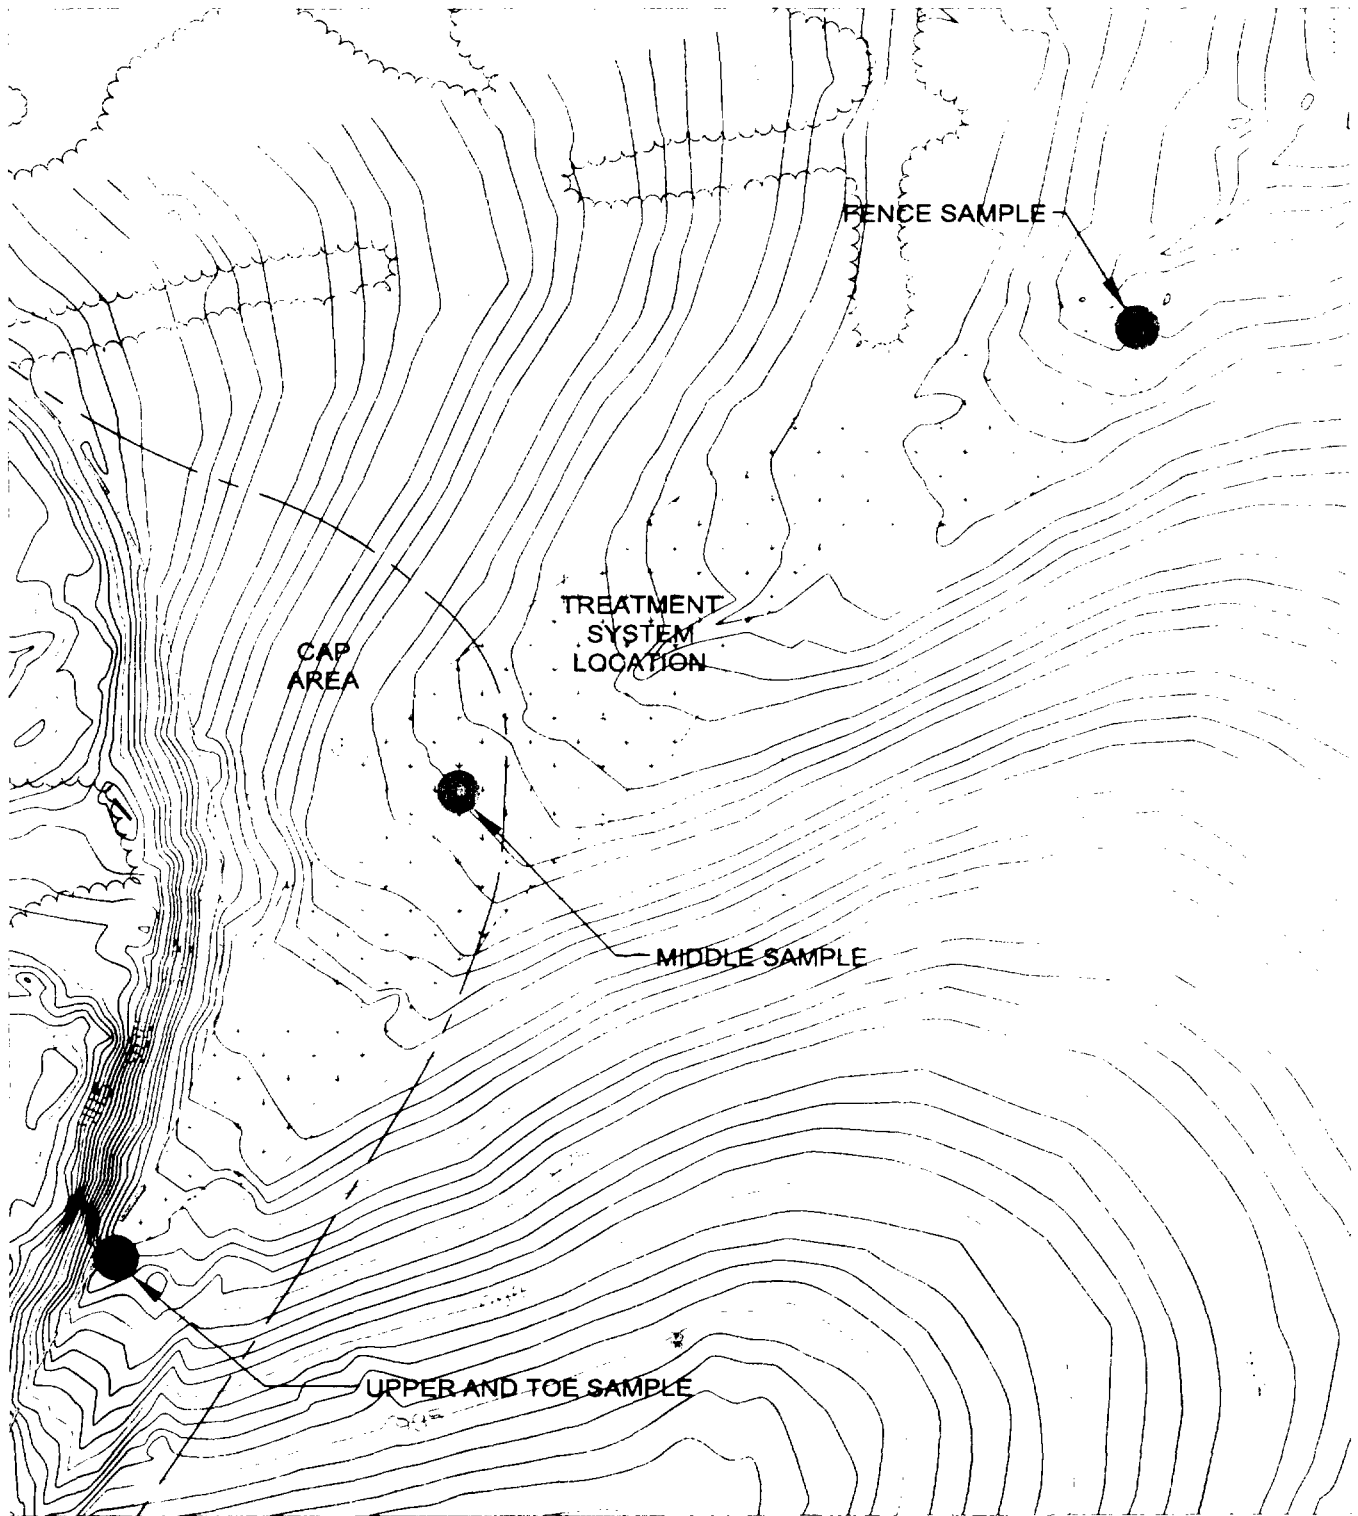 FENCE SAMPLE
TREATMENT
SYSTEM
LOCATION
CAP
AREA
MIDDLE SAMPLE
UPPER AND TOE SAMPLE